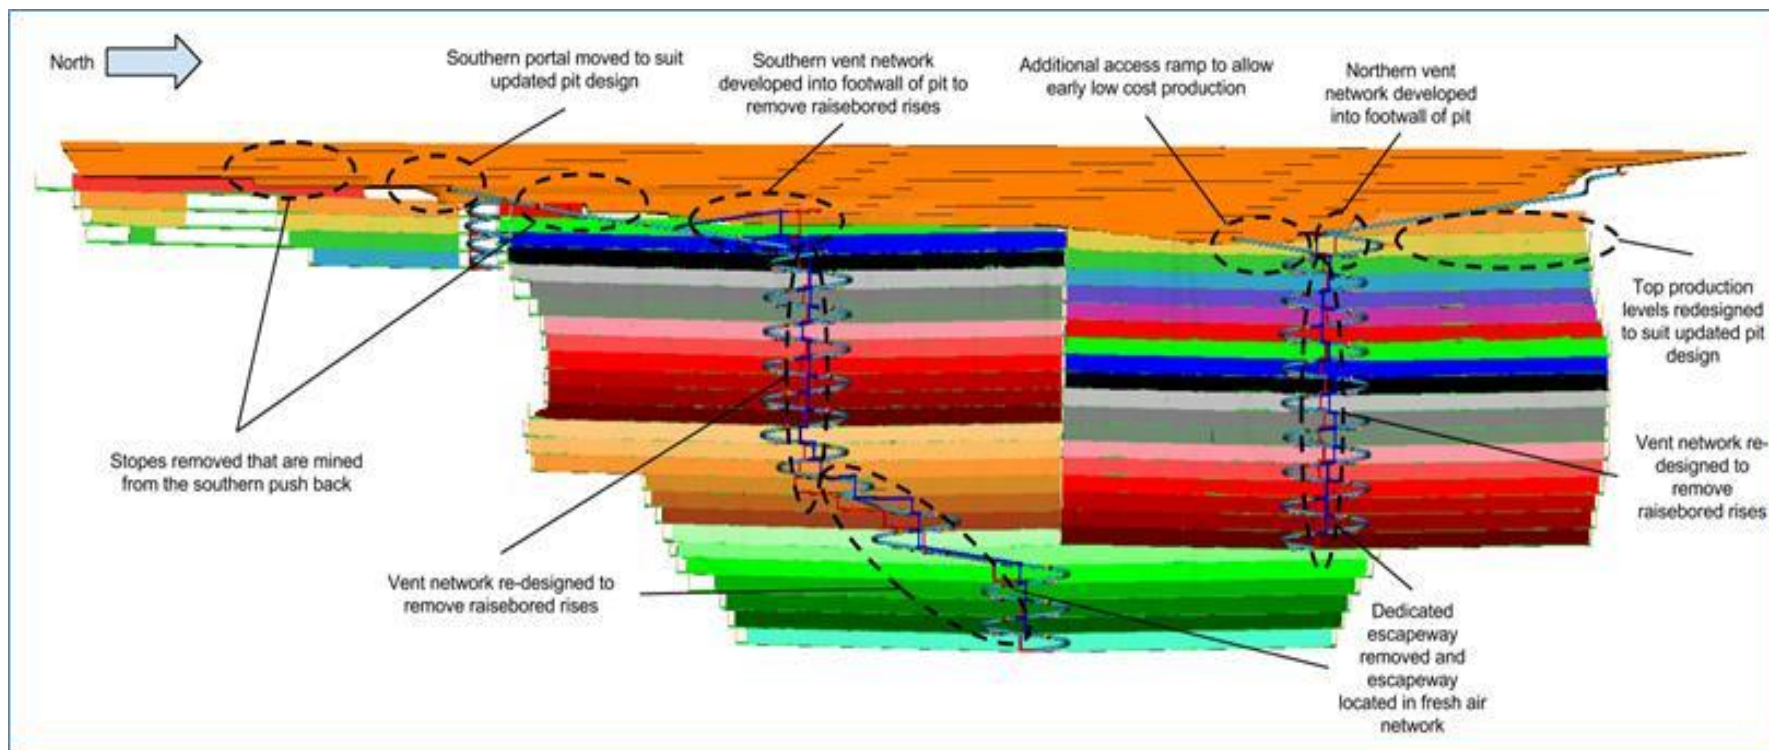 North
Southern portal moved to suit
updated pit design
Southern vent network
developed into footwall of pit to
remove raisebored rises
Additional access ramp to allow
early low cost production
Northern vent
network developed
into footwall of pit
Top production
levels redesigned
to suit updated pit
design
Stopes removed that are mined
from the southern push back
Vent network re-
designed to
remove
raisebored rises
Vent network re-designed to
remove raisebored rises
Dedicated
escapeway
removed and
escapeway
located in fresh air
network